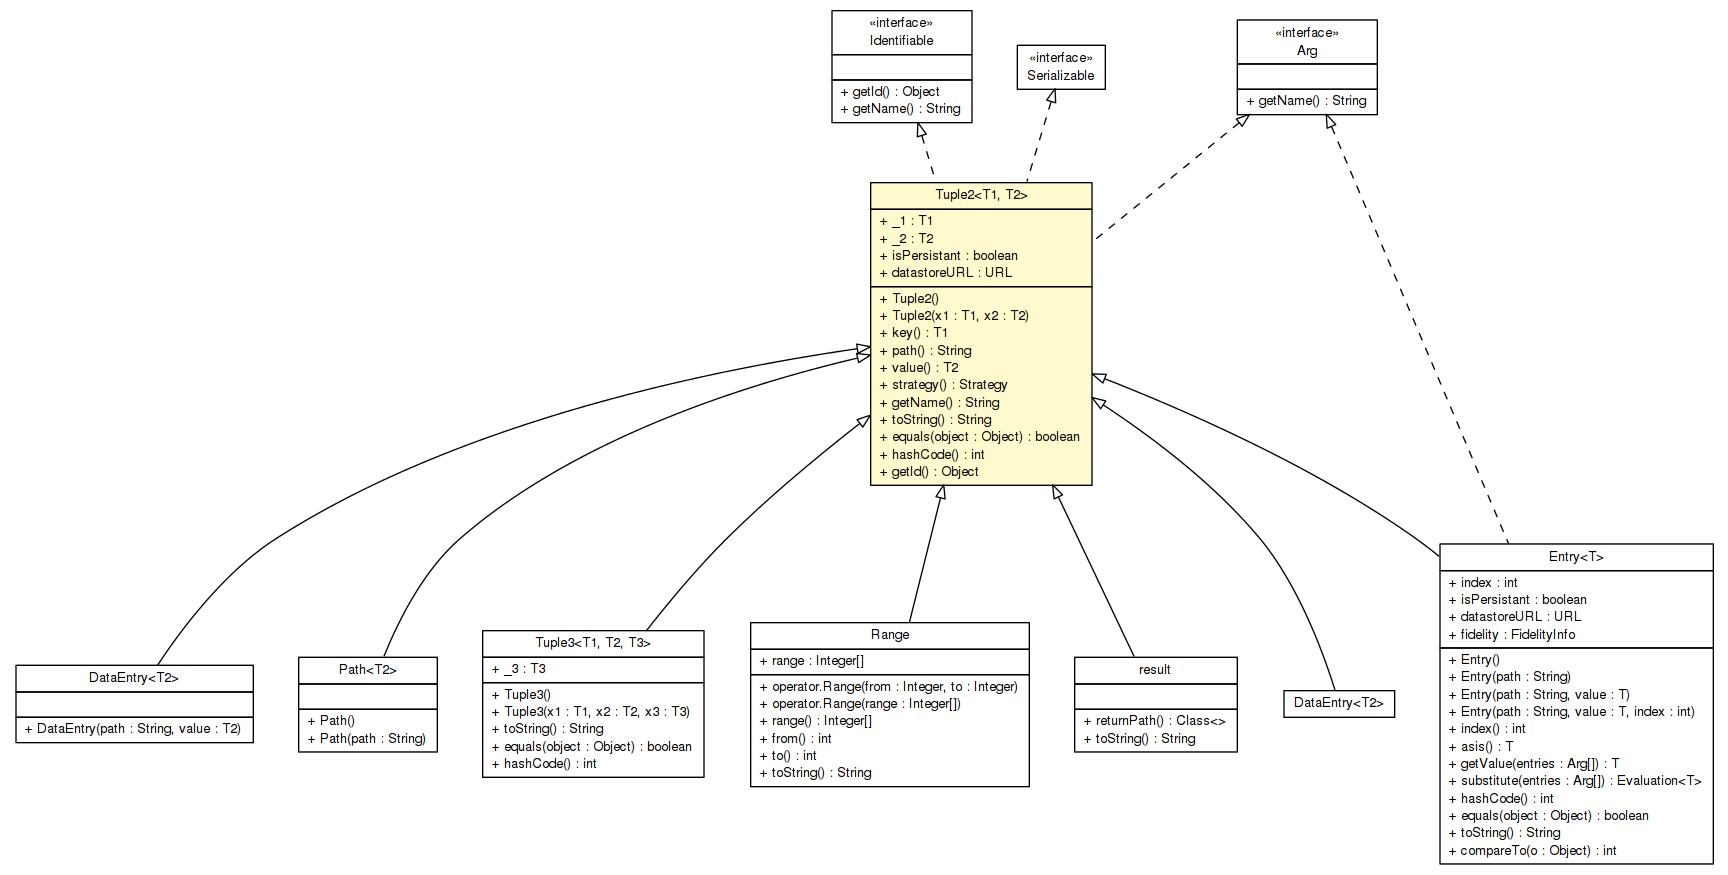 «interface»
Identifiable
+ getId() : Object
+ getName() : String
«interface»
Serializable
«interface»
Arg
+ getName() : String
Tuple2<T1, T2>
+ _1 : T1
+ _2 : T2
+ isPersistant : boolean
+ datastoreURL : URL
+ Tuple2()
+ Tuple2(x1 : T1, x2 : T2)
+ key() : T1
+ path() : String
+ value() : T2
+ strategy() : Strategy
+ getName() : String
+ toString() : String
+ equals(object : Object) : boolean
+ hashCode() : int
+ getId() : Object
DataEntry<T2>
+ DataEntry(path : String, value : T2)
Path<T2>
+ Path()
+ Path(path : String)
Tuple3<T1, T2, T3>
+ _3 : T3
+ Tuple3()
+ Tuple3(x1 : T1, x2 : T2, x3 : T3)
+ toString() : String
+ equals(object : Object) : boolean
+ hashCode() : int
Range
+ range : Integer[]
+ operator.Range(from : Integer, to : Integer)
+ operator.Range(range : Integer[])
+ range() : Integer[]
+ from() : int
+ to() : int
+ toString() : String
result
+ returnPath() : Class<>
+ toString() : String
DataEntry<T2>
Entry<T>
+ index : int
+ isPersistant : boolean
+ datastoreURL : URL
+ fidelity : FidelityInfo
+ Entry()
+ Entry(path : String)
+ Entry(path : String, value : T)
+ Entry(path : String, value : T, index : int)
+ index() : int
+ asis() : T
+ getValue(entries : Arg[]) : T
+ substitute(entries : Arg[]) : Evaluation<T>
+ hashCode() : int
+ equals(object : Object) : boolean
+ toString() : String
+ compareTo(o : Object) : int